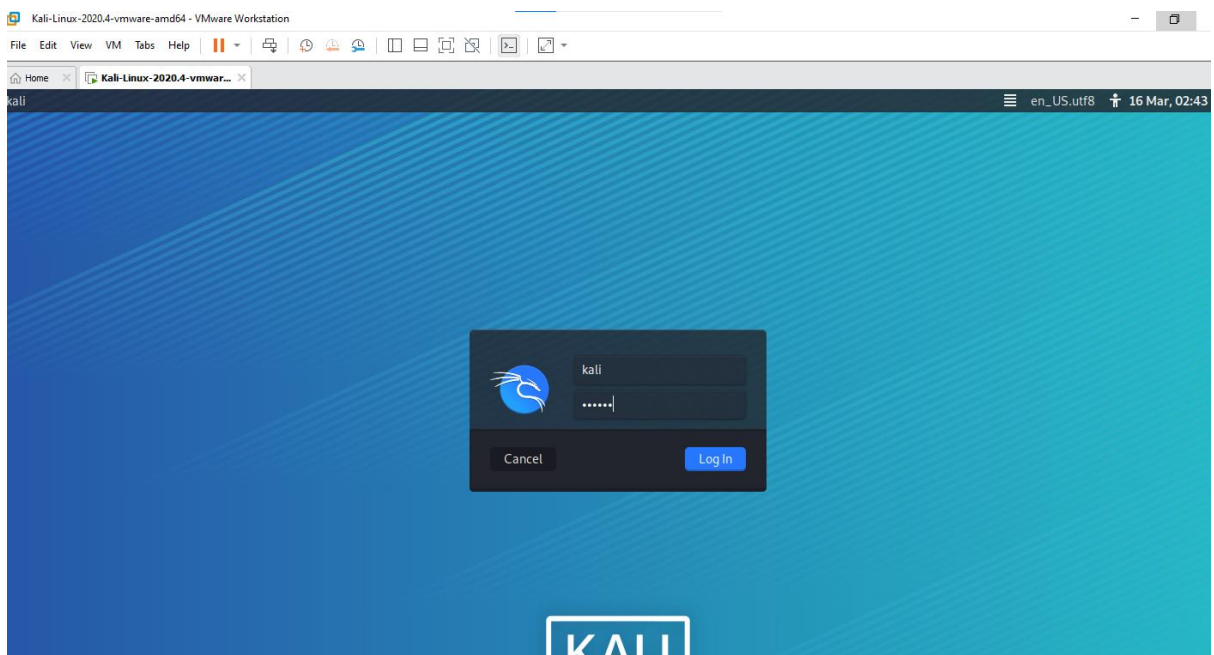 Kali-Linux-2020.4-vmware-amd64 - VMware Workstation
File Edit View VM Tabs Help
Home Kali-Linux-2020.4-vmwar...
kali en_US.utf8 16 Mar, 02:43
kali
••••••
Cancel Log In
KALI